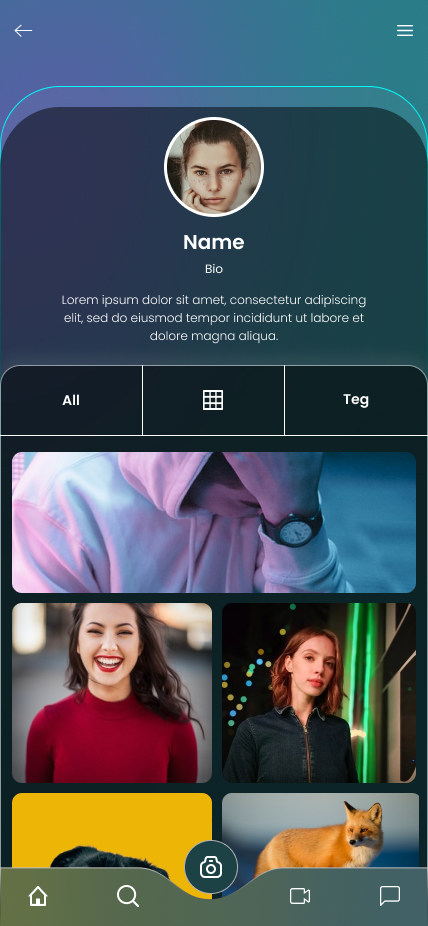 Name
Bio
Lorem ipsum dolor sit amet, consectetur adipiscing
elit, sed do eiusmod tempor incididunt ut labore et
dolore magna aliqua.
All
Teg